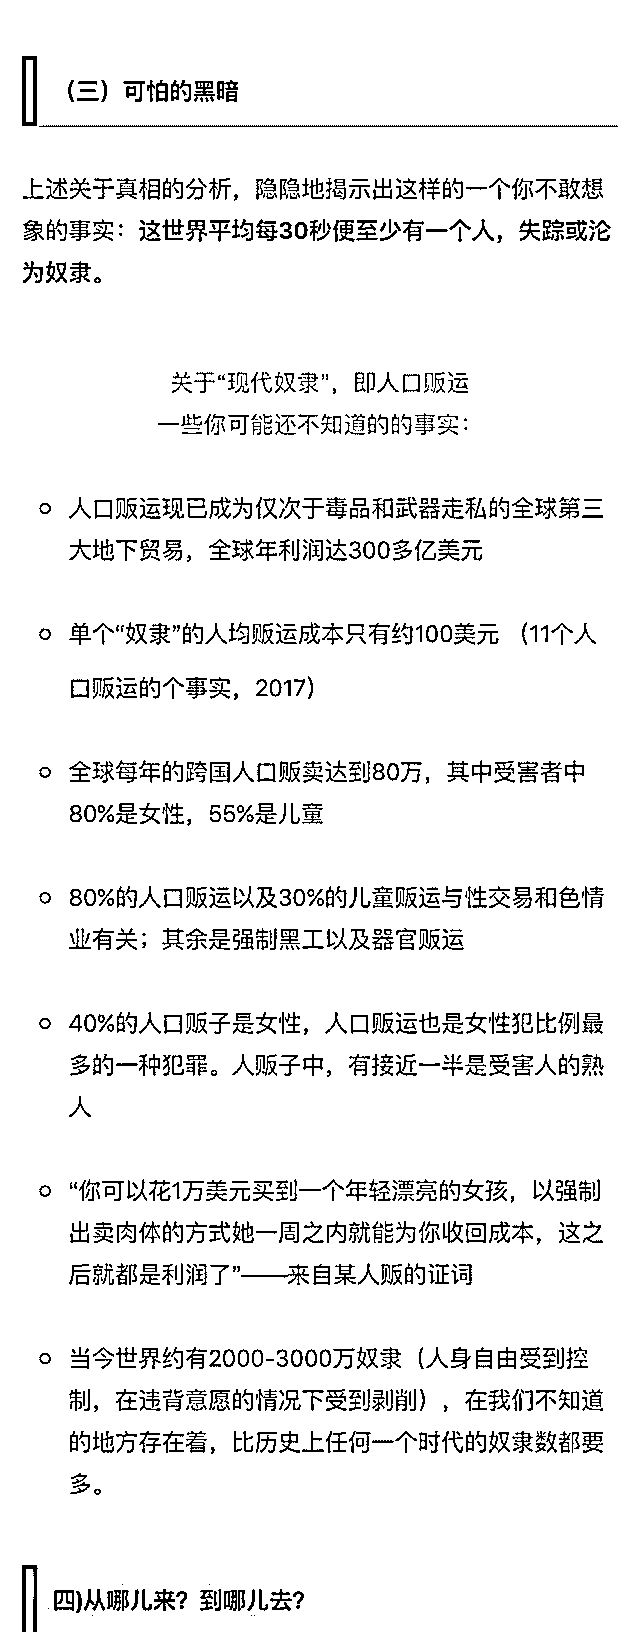 （三）可怕的黑暗
上述关于真相的分析，隐隐地揭示出这样的一个你不敢想
象的事实：这世界平均每30秒便至少有一个人，失踪或沦
为奴隶。
关于“现代奴隶”，即人口贩运
一些你可能还不知道的的事实：
人口贩运现已成为仅次于毒品和武器走私的全球第三
大地下贸易，全球年利润达300多亿美元
单个“奴隶”的人均贩运成本只有约100美元 （11个人
口贩运的个事实，2017）
全球每年的跨国人口贩卖达到80万，其中受害者中
80%是女性，55%是儿童
80%的人口贩运以及30%的儿童贩运与性交易和色情
业有关；其余是强制黑工以及器官贩运
40%的人口贩子是女性，人口贩运也是女性犯比例最
多的一种犯罪。人贩子中，有接近一半是受害人的熟
人
“你可以花1万美元买到一个年轻漂亮的女孩，以强制
出卖肉体的方式她一周之内就能为你收回成本，这之
后就都是利润了”——来自某人贩的证词
当今世界约有2000-3000万奴隶（人身自由受到控
制，在违背意愿的情况下受到剥削），在我们不知道
的地方存在着，比历史上任何一个时代的奴隶数都要
多。
四)从哪儿来？到哪儿去？